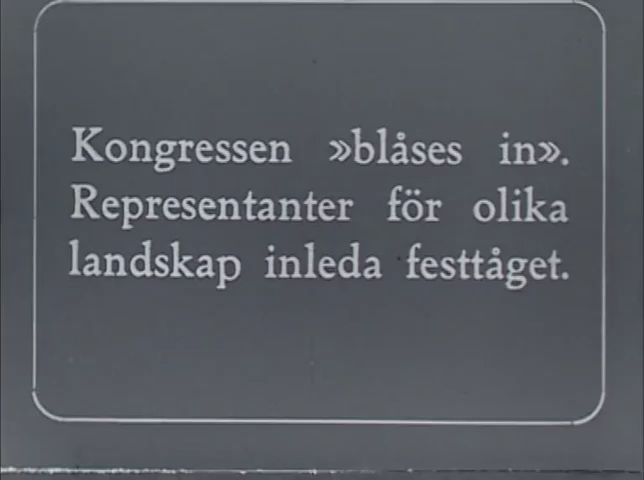 Kongressen »blåses in».
Representanter för olika
landskap inleda festtåget.